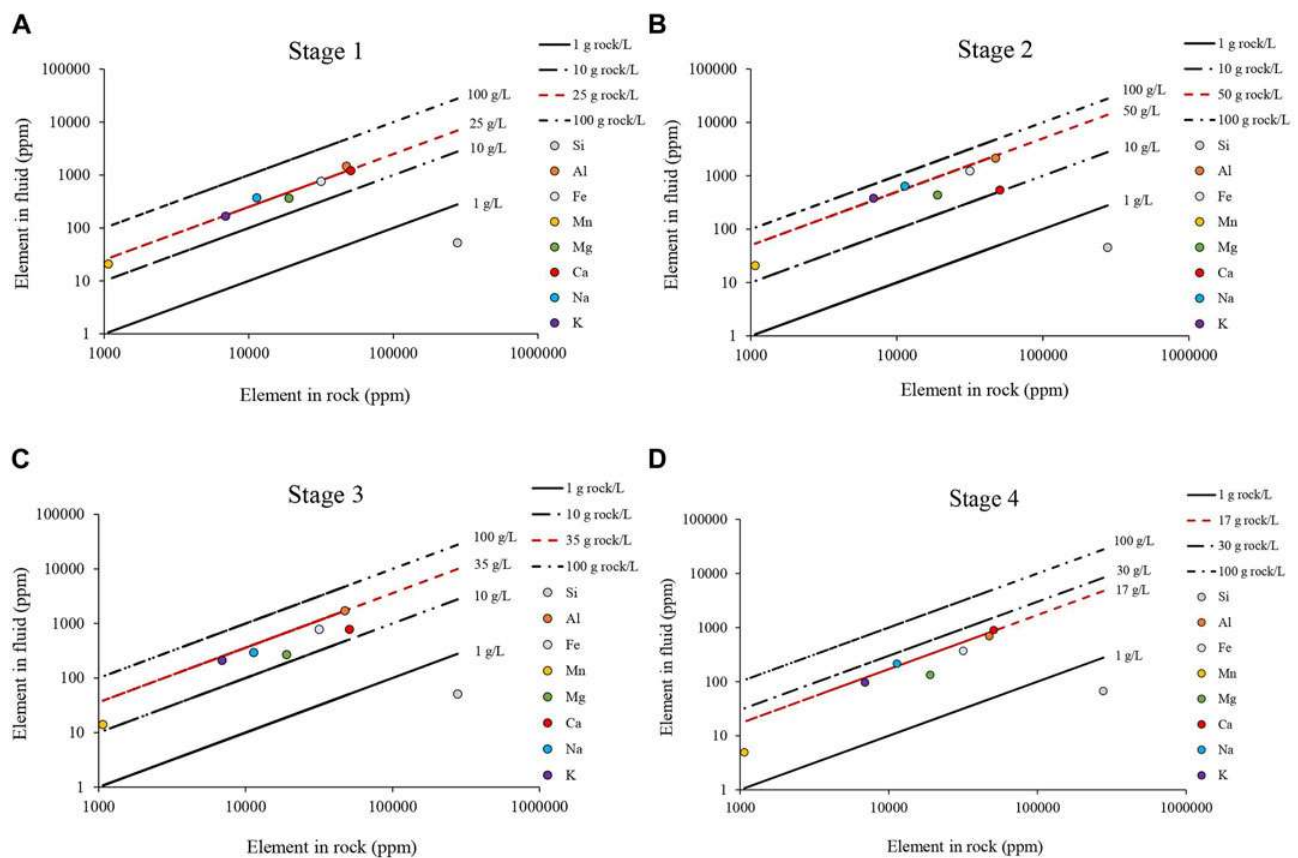 A
Stage 1
Element in fluid (ppm)
100000
10000
1000
100
10
1
1000
10000
100000
1000000
Element in rock (ppm)
100 g/L
25 g/L
10 g/L
1 g/L
1 g rock/L
10 g rock/L
25 g rock/L
100 g rock/L
Si
Al
Fe
Mn
Mg
Ca
Na
K
B
Stage 2
Element in fluid (ppm)
100000
10000
1000
100
10
1
1000
10000
100000
1000000
Element in rock (ppm)
100 g/L
50 g/L
10 g/L
1 g/L
1 g rock/L
10 g rock/L
50 g rock/L
100 g rock/L
Si
Al
Fe
Mn
Mg
Ca
Na
K
C
Stage 3
Element in fluid (ppm)
100000
10000
1000
100
10
1
1000
10000
100000
1000000
Element in rock (ppm)
100 g/L
35 g/L
10 g/L
1 g/L
1 g rock/L
10 g rock/L
35 g rock/L
100 g rock/L
Si
Al
Fe
Mn
Mg
Ca
Na
K
D
Stage 4
Element in fluid (ppm)
100000
10000
1000
100
10
1
1000
10000
100000
1000000
Element in rock (ppm)
100 g/L
30 g/L
17 g/L
1 g/L
1 g rock/L
17 g rock/L
30 g rock/L
100 g rock/L
Si
Al
Fe
Mn
Mg
Ca
Na
K